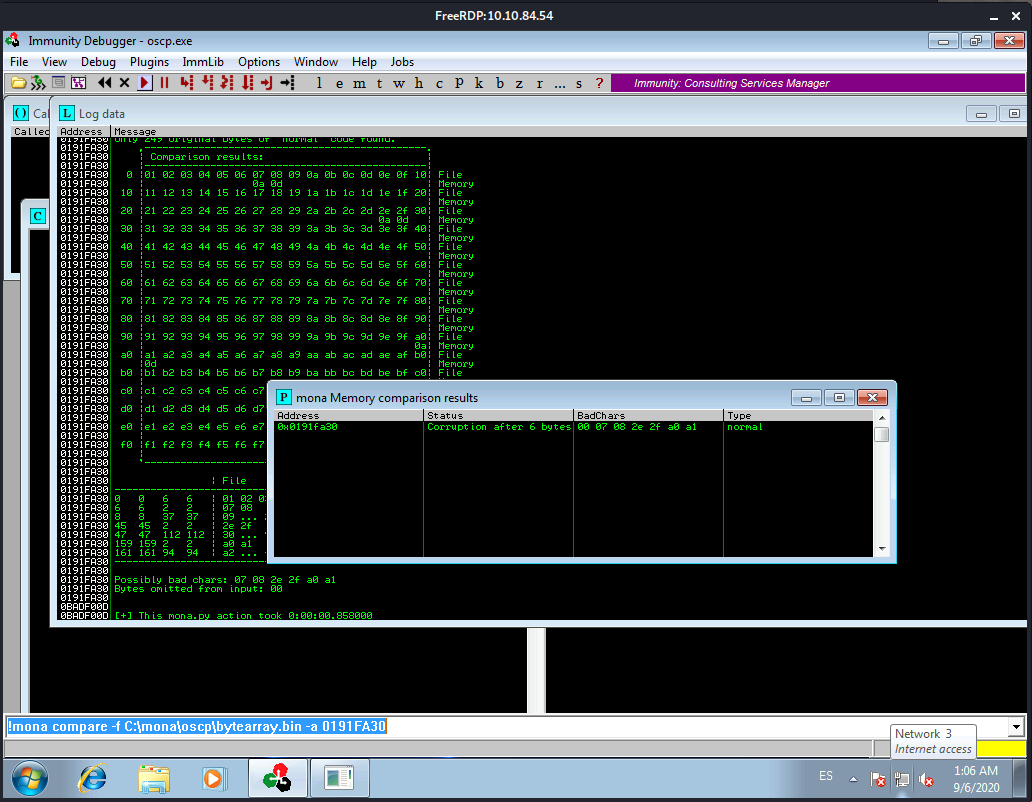 FreeRDP:10.10.84.54
Immunity Debugger - oscp.exe
File View Debug Plugins ImmLib Options Window Help Jobs
l e m t w h c P k b z r ... s ?
Immunity: Consulting Services Manager
Cal
Log data
Called
Address Message
0191FA30 Only 249 original bytes of 'normal' code found.
0191FA30
0191FA30 Comparison results:
0191FA30
0191FA30 0 01 02 03 04 05 06 07 08 09 0a 0b 0c 0d 0e 0f 10 File
0191FA30 0a 0d Memory
0191FA30 10 11 12 13 14 15 16 17 18 19 1a 1b 1c 1d 1e 1f 20 File
0191FA30 Memory
0191FA30 20 21 22 23 24 25 26 27 28 29 2a 2b 2c 2d 2e 2f 30 File
0191FA30 0a 0d Memory
0191FA30 30 31 32 33 34 35 36 37 38 39 3a 3b 3c 3d 3e 3f 40 File
0191FA30 Memory
0191FA30 40 41 42 43 44 45 46 47 48 49 4a 4b 4c 4d 4e 4f 50 File
0191FA30 Memory
0191FA30 50 51 52 53 54 55 56 57 58 59 5a 5b 5c 5d 5e 5f 60 File
0191FA30 Memory
0191FA30 60 61 62 63 64 65 66 67 68 69 6a 6b 6c 6d 6e 6f 70 File
0191FA30 Memory
0191FA30 70 71 72 73 74 75 76 77 78 79 7a 7b 7c 7d 7e 7f 80 File
0191FA30 Memory
0191FA30 80 81 82 83 84 85 86 87 88 89 8a 8b 8c 8d 8e 8f 90 File
0191FA30 Memory
0191FA30 90 91 92 93 94 95 96 97 98 99 9a 9b 9c 9d 9e 9f a0 File
0191FA30 0a Memory
0191FA30 a0 a1 a2 a3 a4 a5 a6 a7 a8 a9 aa ab ac ad ae af b0 File
0191FA30 0d Memory
0191FA30 b0 b1 b2 b3 b4 b5 b6 b7 b8 b9 ba bb bc bd be bf c0 File
0191FA30
0191FA30 c0 c1 c2 c3 c4 c5 c6 c7
0191FA30
0191FA30 d0 d1 d2 d3 d4 d5 d6 d7
0191FA30
0191FA30 e0 e1 e2 e3 e4 e5 e6 e7
0191FA30
0191FA30 f0 f1 f2 f3 f4 f5 f6 f7
0191FA30
0191FA30
0191FA30
0191FA30 File
0191FA30
0191FA30 0 0 6 6 01 02 0
0191FA30 6 6 2 2 07 08
0191FA30 8 8 37 37 09 ...
0191FA30 45 45 2 2 2e 2f
0191FA30 47 47 112 112 30 ...
0191FA30 159 159 2 2 a0 a1
0191FA30 161 161 94 94 a2 ...
0191FA30
0191FA30
0191FA30 Possibly bad chars: 07 08 2e 2f a0 a1
0191FA30 Bytes omitted from input: 00
0191FA30
0BADF00D
0BADF00D [+] This mona.py action took 0:00:00.858000
mona Memory comparison results
Address Status BadChars Type
0x0191fa30 Corruption after 6 bytes 00 07 08 2e 2f a0 a1 normal
!mona compare -f C:\mona\oscp\bytearray.bin -a 0191FA30
Network 3
Internet access
ES
1:06 AM
9/6/2020